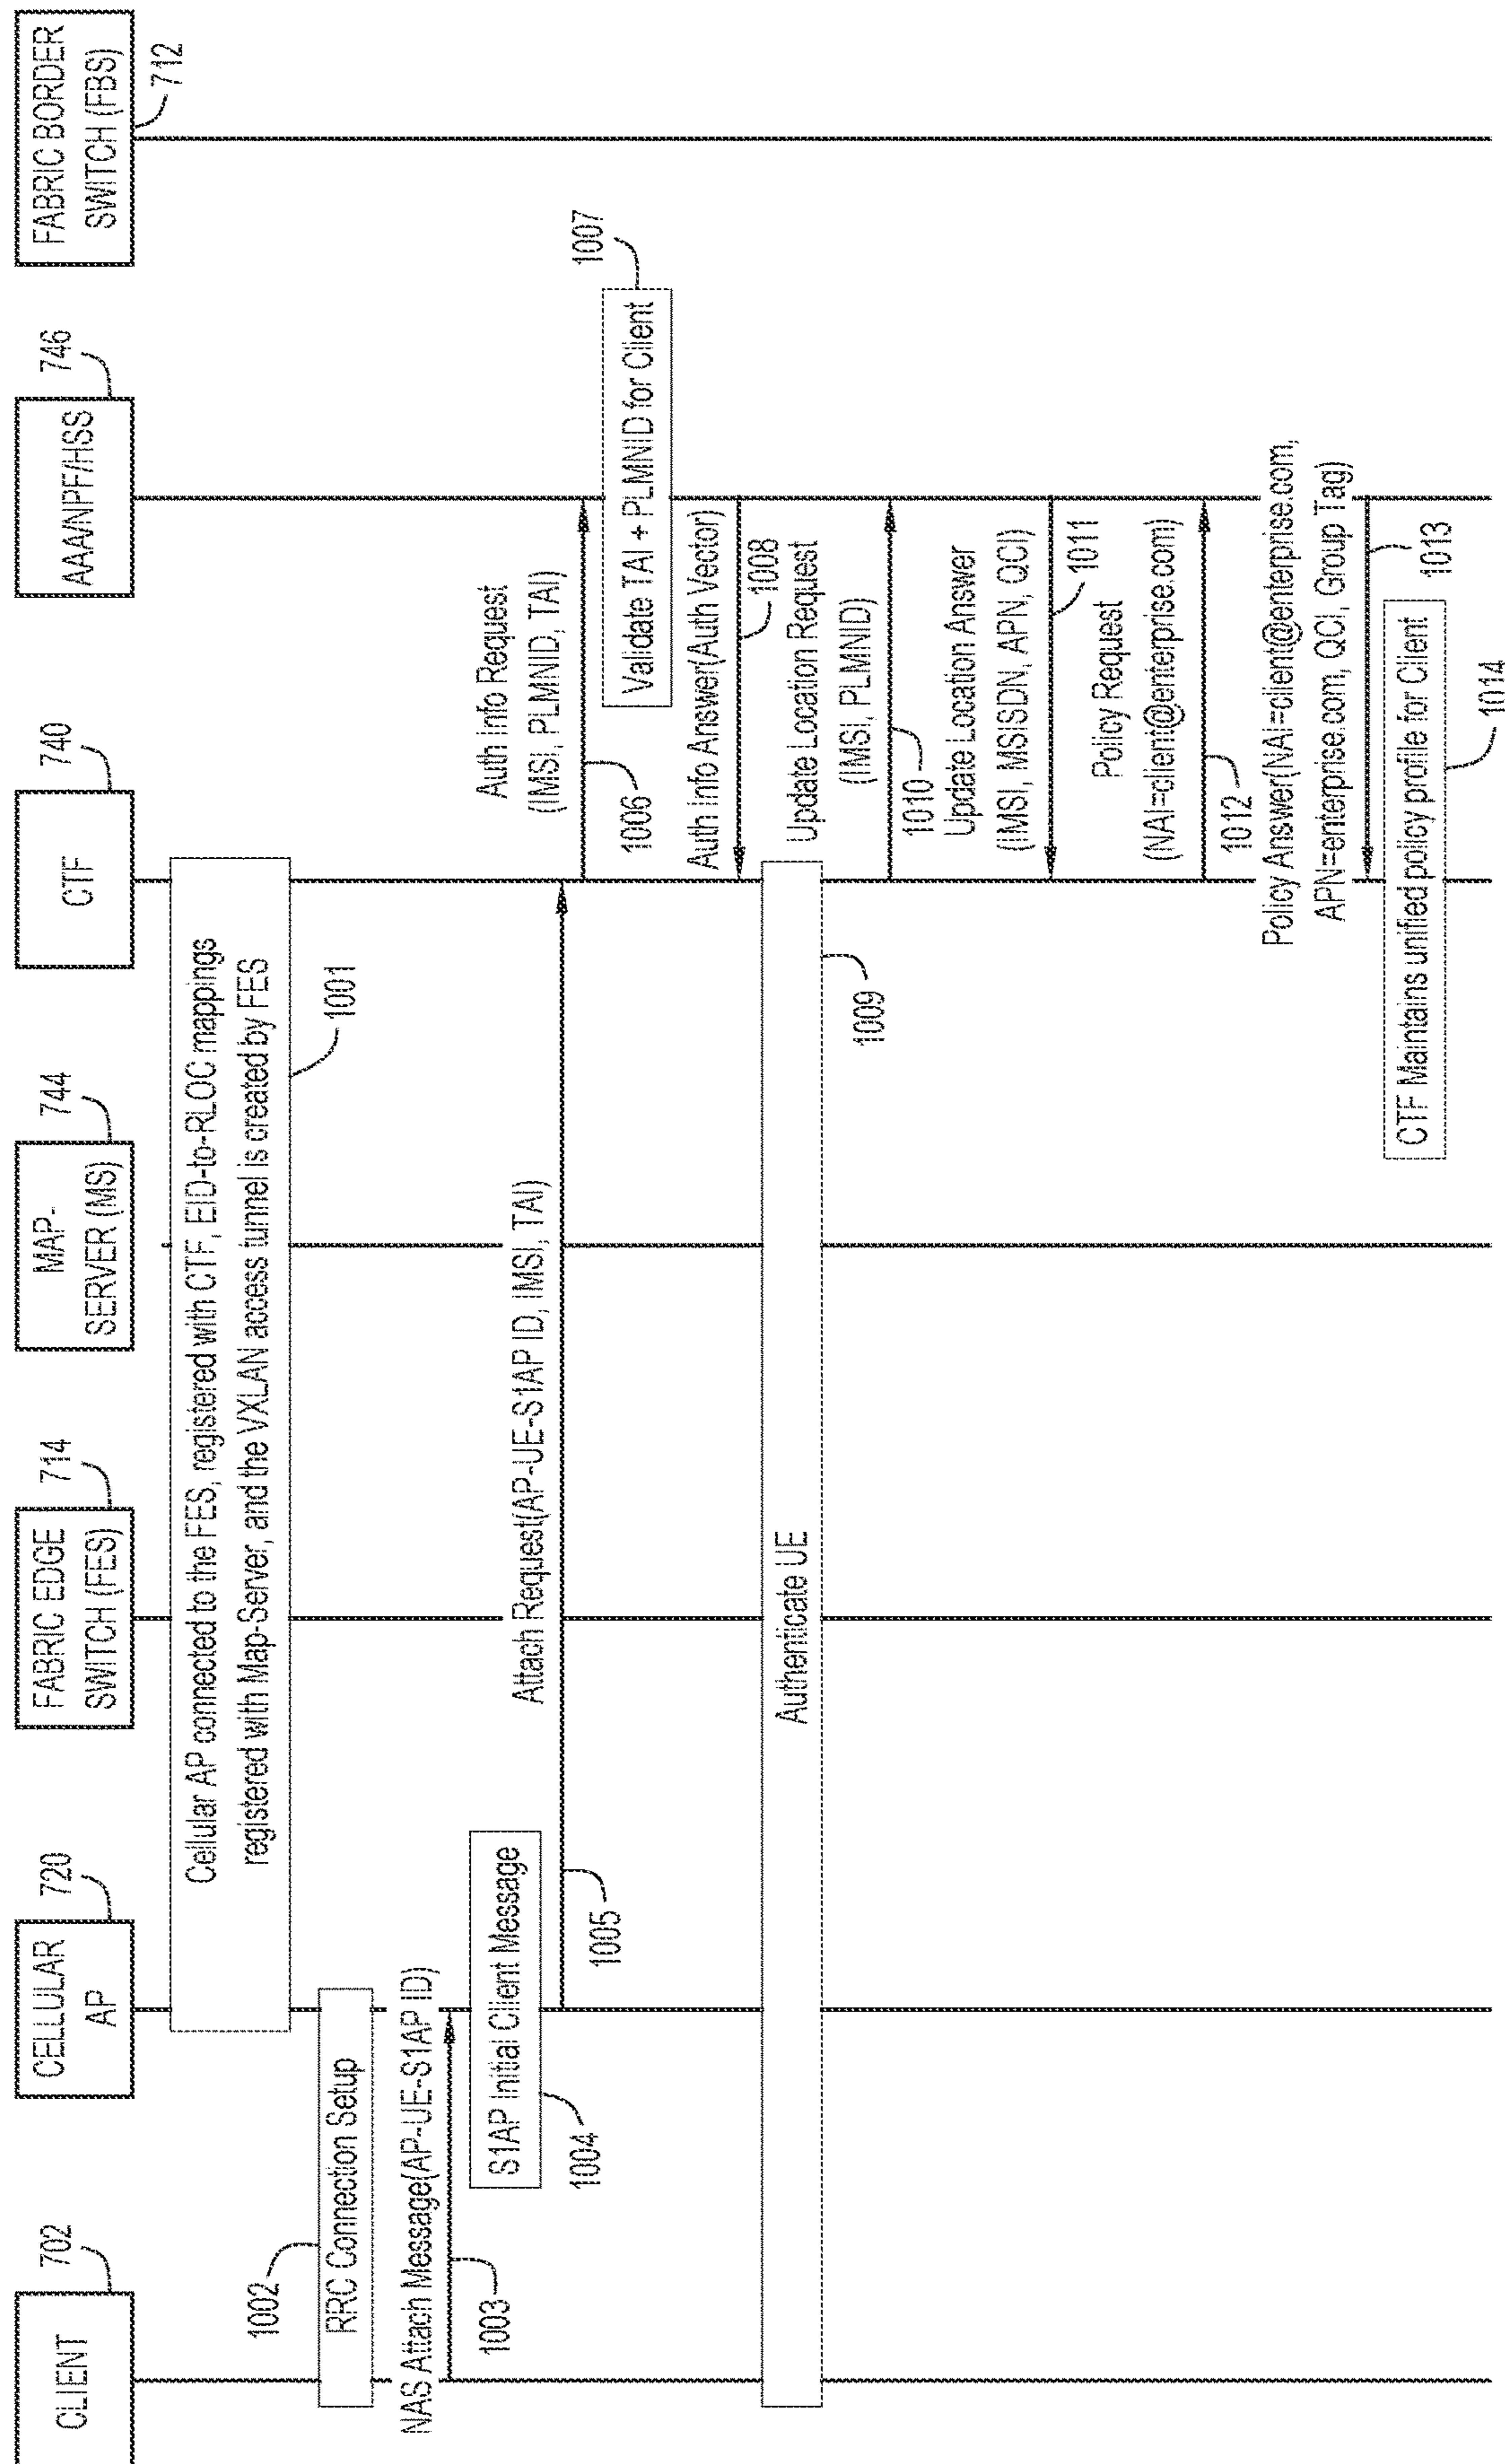 CLIENT
702
CELLULAR
AP
720
FABRIC EDGE
SWITCH (FES)
714
MAP-
SERVER (MS)
744
CTF
740
AAA/NPF/HSS
746
FABRIC BORDER
SWITCH (FBS)
712
Cellular AP connected to the FES, registered with CTF, EID-to-RLOC mappings
registered with Map-Server, and the VXLAN access tunnel is created by FES
1001
1002
RRC Connection Setup
NAS Attach Message(AP-UE-S1AP ID)
1003
S1AP Initial Client Message
1004
Attach Request(AP-UE-S1AP ID, IMSI, TAI)
1005
Auth Info Request
(IMSI, PLMNID, TAI)
1006
1007
Validate TAI + PLMNID for Client
Auth Info Answer(Auth Vector)
1008
Authenticate UE
1009
Update Location Request
(IMSI, PLMNID)
1010
Update Location Answer
(IMSI, MSISDN, APN, QCI)
1011
Policy Request
(NAI=client@enterprise.com)
1012
Policy Answer(NAI=client@enterprise.com,
APN=enterprise.com, QCI, Group Tag)
1013
CTF Maintains unified policy profile for Client
1014